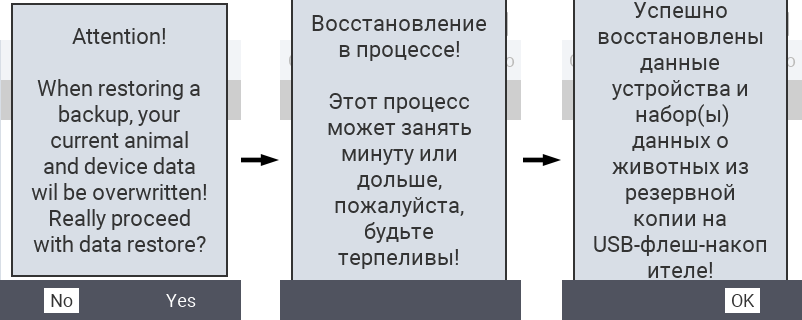 Attention!
When restoring a
backup, your
current animal
and device data
wil be overwritten!
Really proceed
with data restore?
No
Yes
Восстановление
в процессе!
Этот процесс
может занять
минуту или
дольше,
пожалуйста,
будьте
терпеливы!
Успешно
восстановлены
данные
устройства и
набор(ы)
данных о
животных из
резервной
копии на
USB-флеш-накоп
ителе!
OK